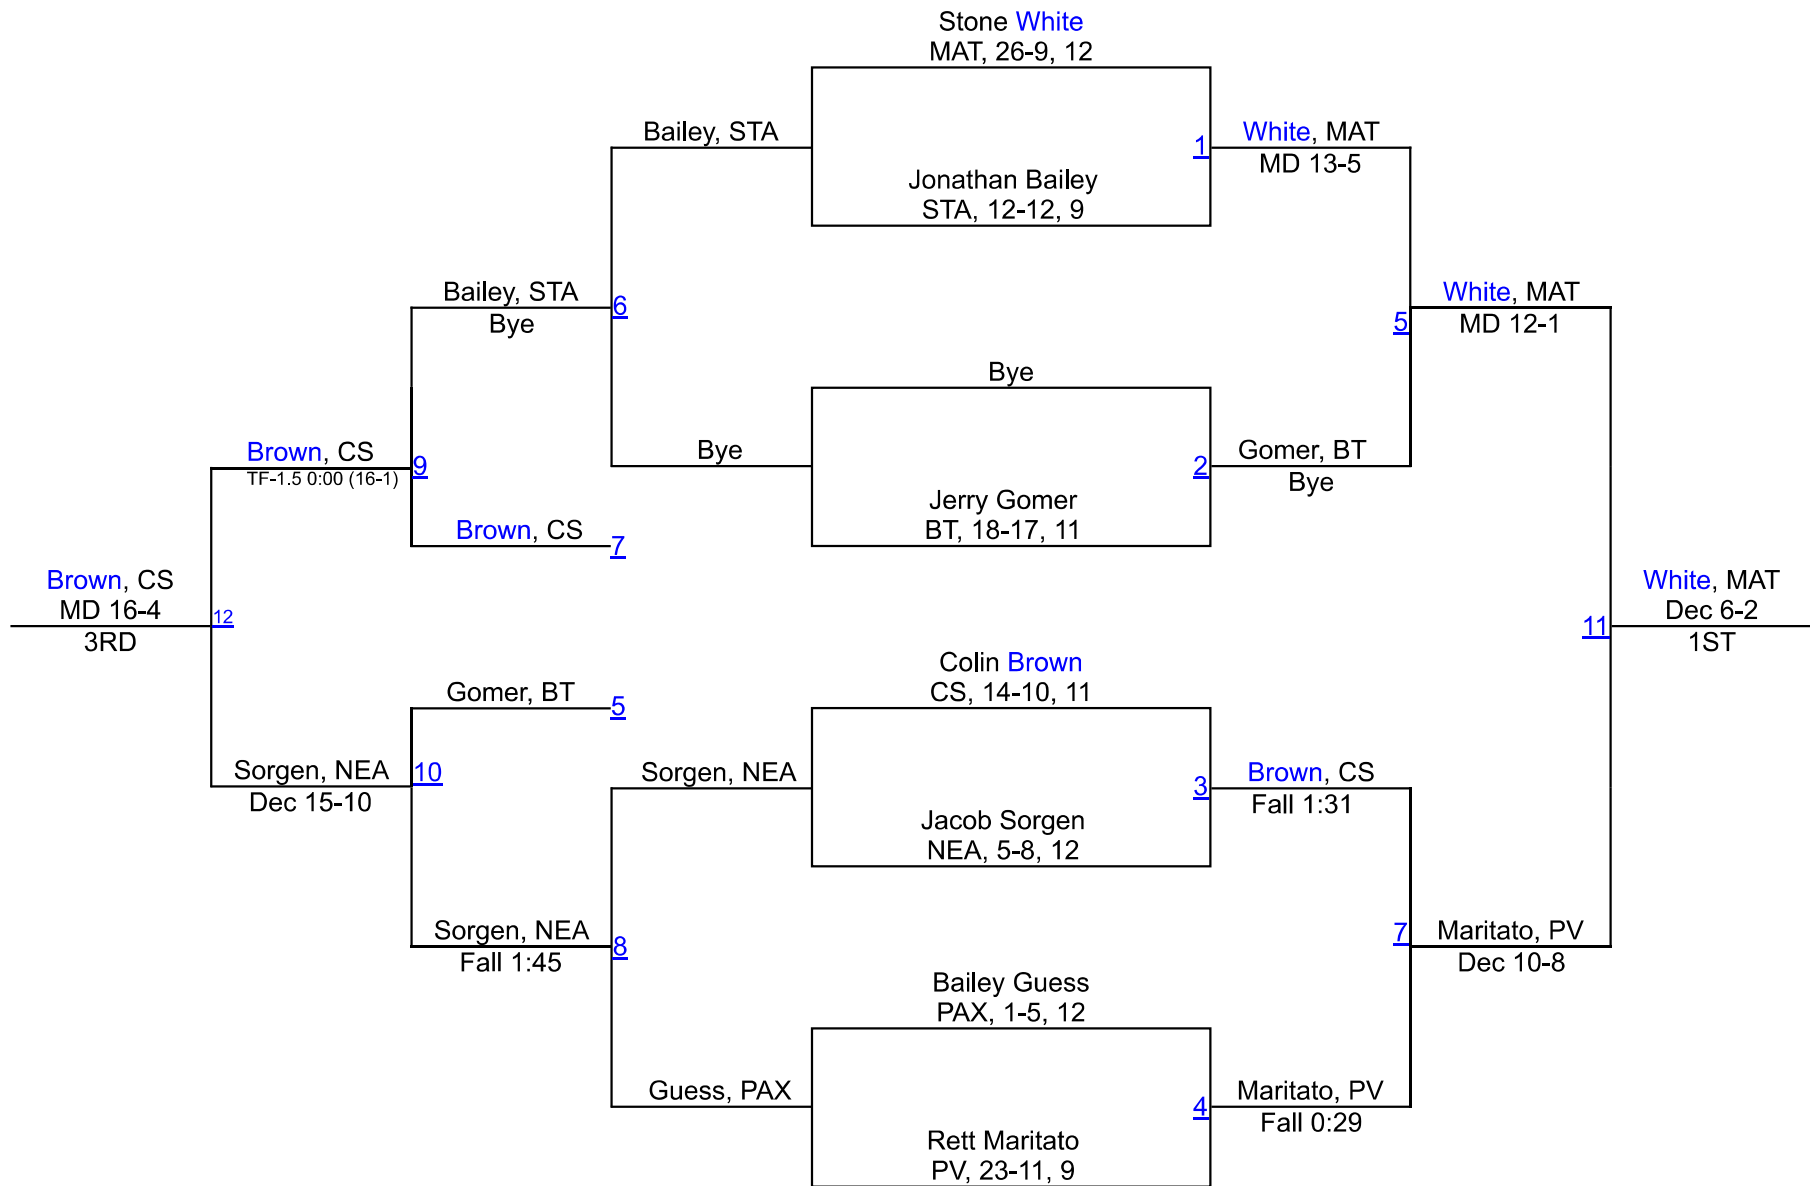 Stone White
MAT, 26-9, 12
Bailey, STA
1
White, MAT
MD 13-5
Jonathan Bailey
STA, 12-12, 9
Bailey, STA
Bye
6
White, MAT
MD 12-1
5
Bye
Brown, CS
TF-1.5 0:00 (16-1)
9
Bye
2
Gomer, BT
Bye
Jerry Gomer
BT, 18-17, 11
Brown, CS
7
Brown, CS
MD 16-4
3RD
12
White, MAT
Dec 6-2
1ST
11
Colin Brown
CS, 14-10, 11
Gomer, BT
5
Sorgen, NEA
Dec 15-10
10
Sorgen, NEA
3
Brown, CS
Fall 1:31
Jacob Sorgen
NEA, 5-8, 12
Sorgen, NEA
Fall 1:45
8
7
Maritato, PV
Dec 10-8
Bailey Guess
PAX, 1-5, 12
Guess, PAX
4
Maritato, PV
Fall 0:29
Rett Maritato
PV, 23-11, 9